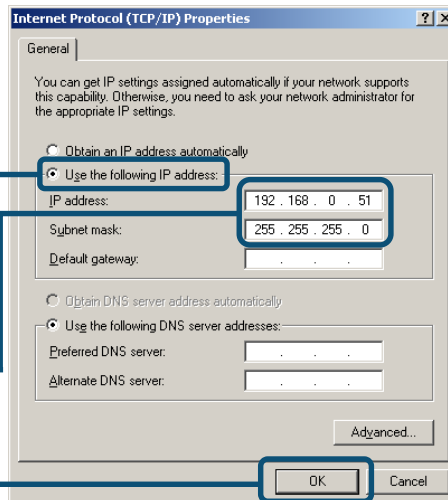 Internet Protocol (TCP/IP) Properties
General
You can get IP settings assigned automatically if your network supports
this capability. Otherwise, you need to ask your network administrator for
the appropriate IP settings.
Obtain an IP address automatically
Use the following IP address:
IP address: 192 . 168 . 0 . 51
Subnet mask: 255 . 255 . 255 . 0
Default gateway: . . .
Obtain DNS server address automatically
Use the following DNS server addresses:
Preferred DNS server: . . .
Alternate DNS server: . . .
Advanced...
OK Cancel